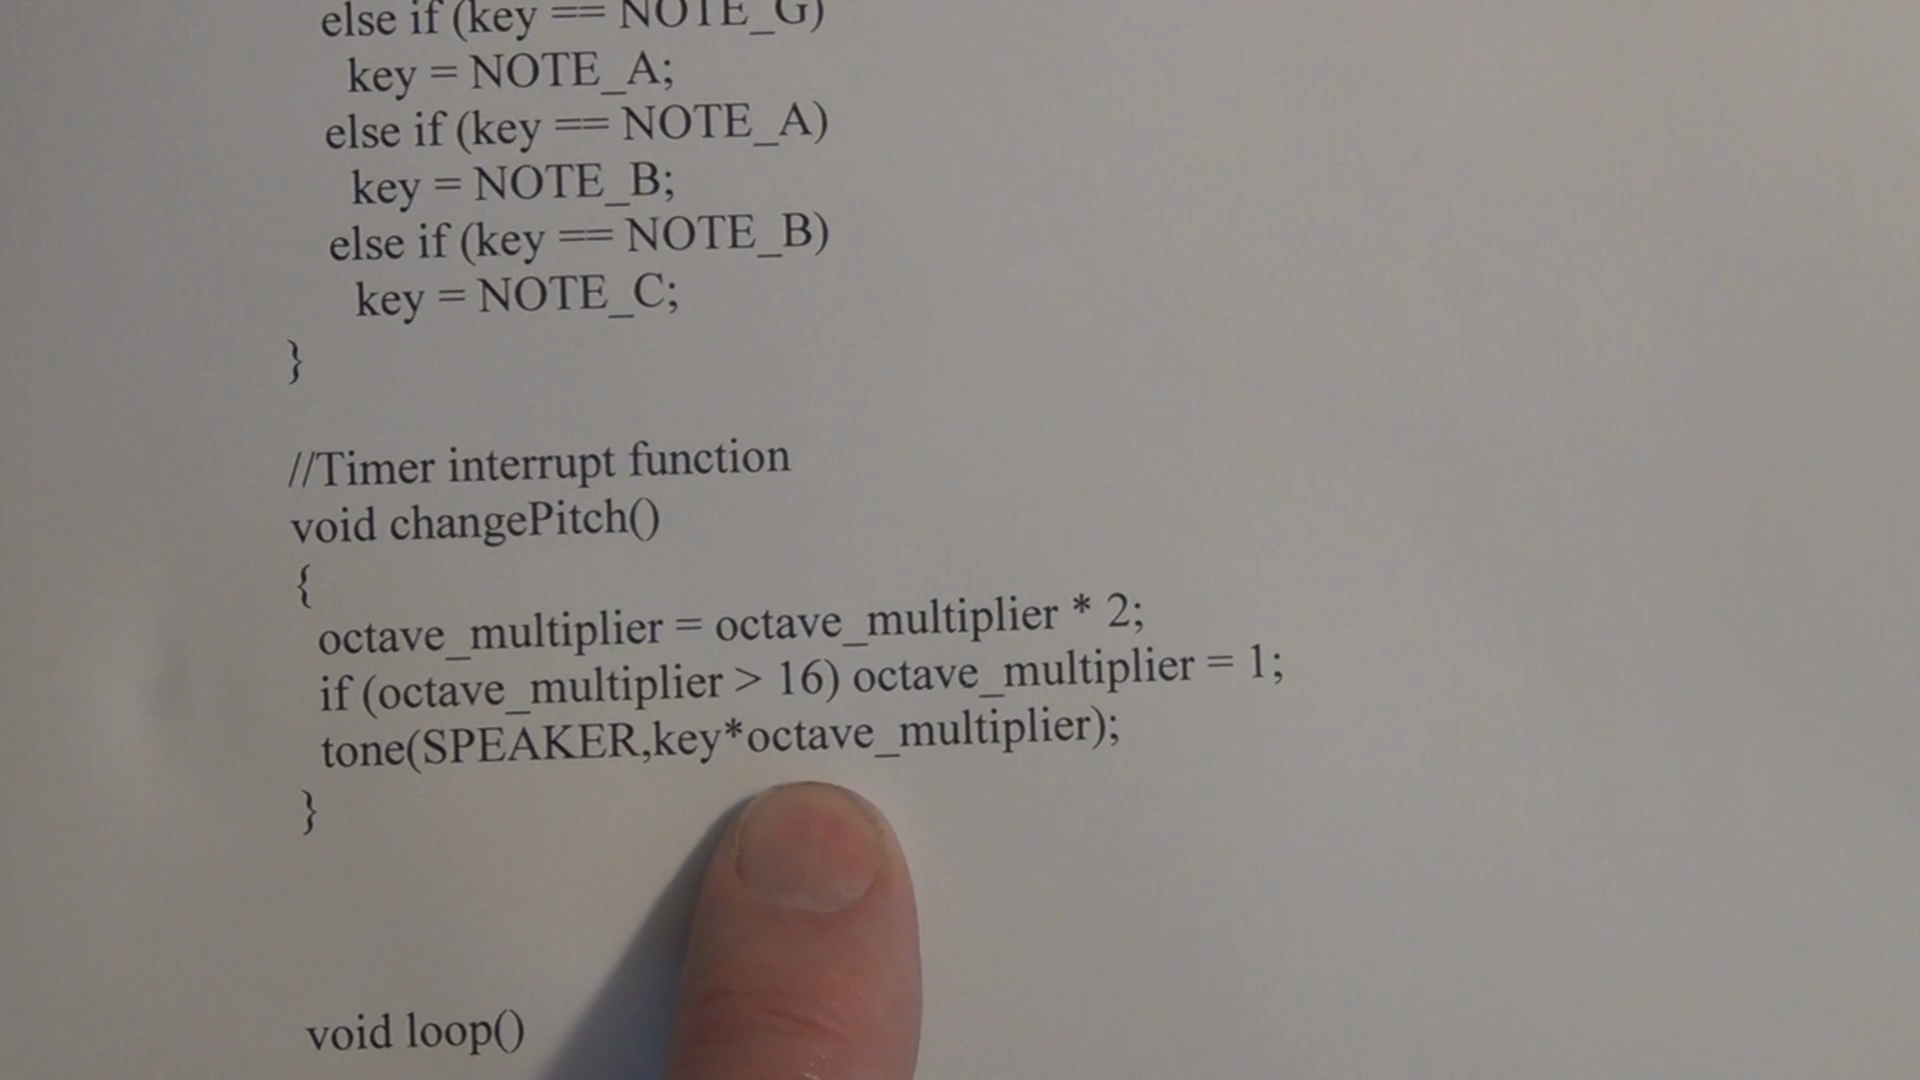 else if (key == NOTE_G)
key = NOTE_A;
else if (key == NOTE_A)
key = NOTE_B;
else if (key == NOTE_B)
key = NOTE_C;
}
//Timer interrupt function
void changePitch()
{
octave_multiplier = octave_multiplier * 2;
if (octave_multiplier > 16) octave_multiplier = 1;
tone(SPEAKER,key*octave_multiplier);
}
void loop()